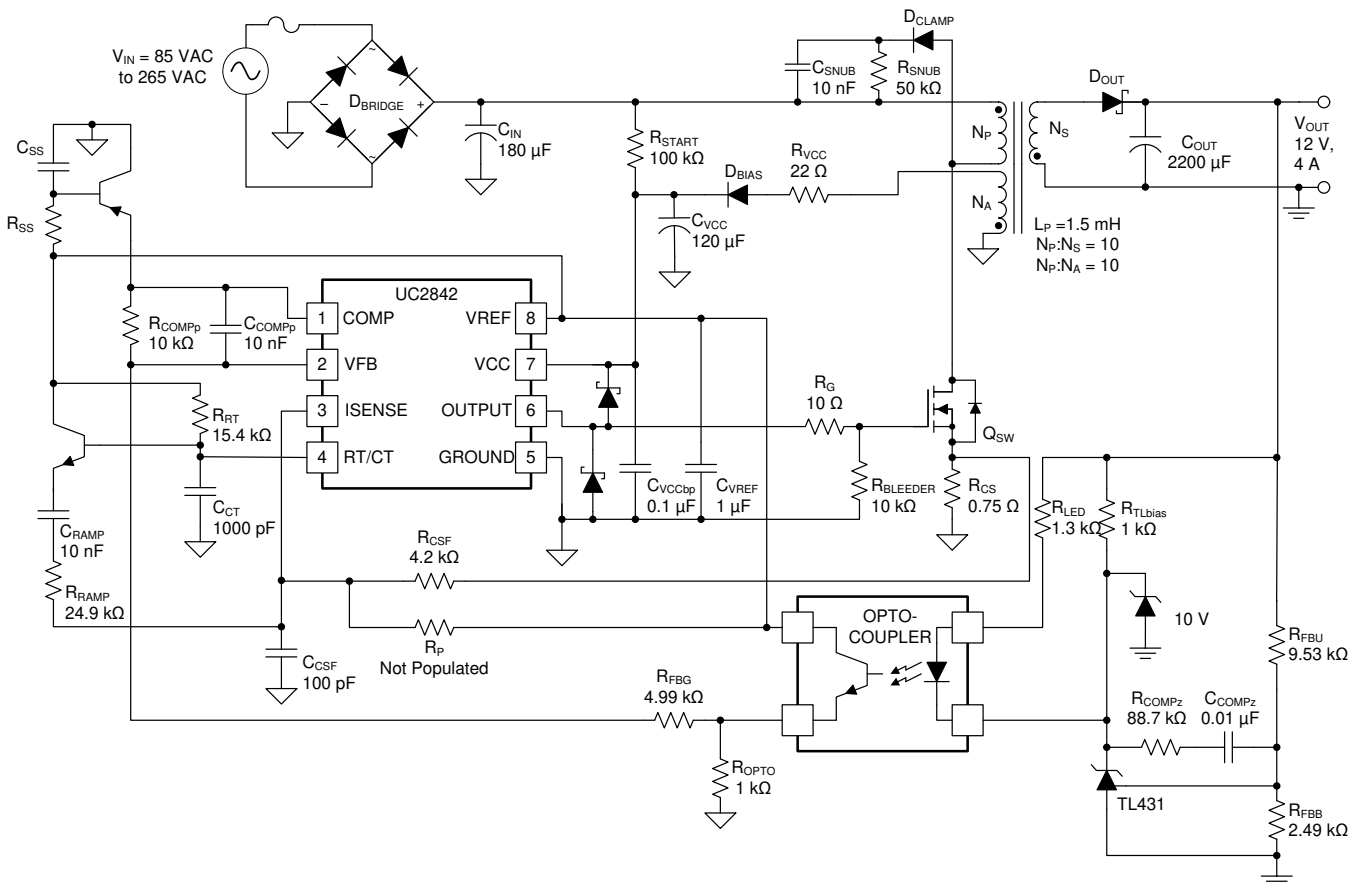 V_IN = 85 VAC
to 265 VAC
D_BRIDGE
~
~
−
+
C_IN
180 µF
C_SNUB
10 nF
R_SNUB
50 kΩ
D_CLAMP
R_START
100 kΩ
D_BIAS
R_VCC
22 Ω
C_VCC
120 µF
N_P
N_S
N_A
L_P =1.5 mH
N_P:N_S = 10
N_P:N_A = 10
D_OUT
C_OUT
2200 µF
V_OUT
12 V,
4 A
C_SS
R_SS
R_COMPp
10 kΩ
C_COMPp
10 nF
UC2842
1 COMP
2 VFB
3 ISENSE
4 RT/CT
VREF 8
VCC 7
OUTPUT 6
GROUND 5
R_RT
15.4 kΩ
C_CT
1000 pF
C_RAMP
10 nF
R_RAMP
24.9 kΩ
C_VCCbp
0.1 µF
C_VREF
1 µF
R_G
10 Ω
R_BLEEDER
10 kΩ
Q_SW
R_CS
0.75 Ω
R_LED
1.3 kΩ
R_TLbias
1 kΩ
R_CSF
4.2 kΩ
R_P
Not Populated
C_CSF
100 pF
OPTO-
COUPLER
10 V
R_FBU
9.53 kΩ
R_FBG
4.99 kΩ
R_OPTO
1 kΩ
R_COMPz
88.7 kΩ
C_COMPz
0.01 µF
TL431
R_FBB
2.49 kΩ